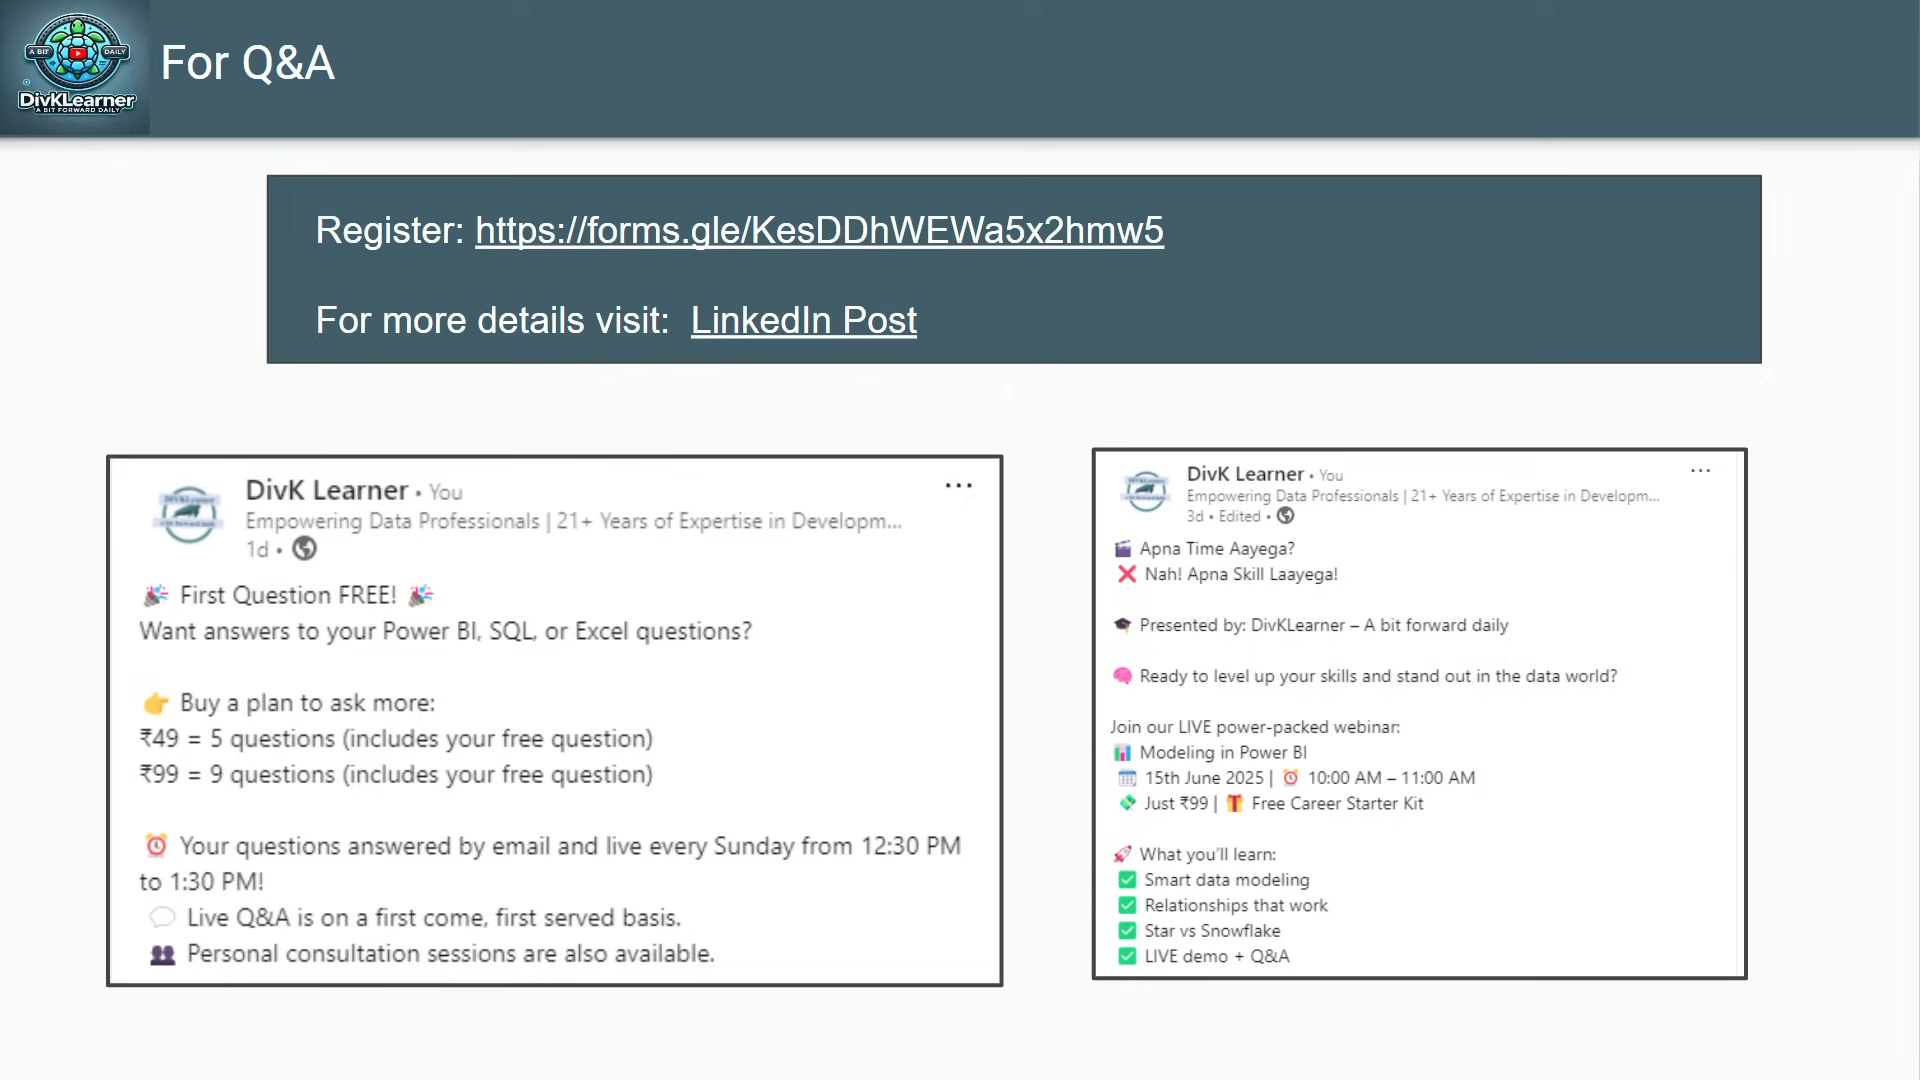 A BIT DAILY
DivKLearner
A BIT FORWARD DAILY
For Q&A
Register: https://forms.gle/KesDDhWEWa5x2hmw5
For more details visit: LinkedIn Post
DivK Learner • You
Empowering Data Professionals | 21+ Years of Expertise in Developm...
1d •
🎉 First Question FREE! 🎉
Want answers to your Power BI, SQL, or Excel questions?
👉 Buy a plan to ask more:
₹49 = 5 questions (includes your free question)
₹99 = 9 questions (includes your free question)
⏰ Your questions answered by email and live every Sunday from 12:30 PM
to 1:30 PM!
💬 Live Q&A is on a first come, first served basis.
👥 Personal consultation sessions are also available.
DivK Learner • You
Empowering Data Professionals | 21+ Years of Expertise in Developm...
3d • Edited •
🎬 Apna Time Aayega?
❌ Nah! Apna Skill Laayega!
🎓 Presented by: DivKLearner – A bit forward daily
🧠 Ready to level up your skills and stand out in the data world?
Join our LIVE power-packed webinar:
📊 Modeling in Power BI
📅 15th June 2025 | ⏰ 10:00 AM – 11:00 AM
💸 Just ₹99 | 🎁 Free Career Starter Kit
🚀 What you'll learn:
✅ Smart data modeling
✅ Relationships that work
✅ Star vs Snowflake
✅ LIVE demo + Q&A